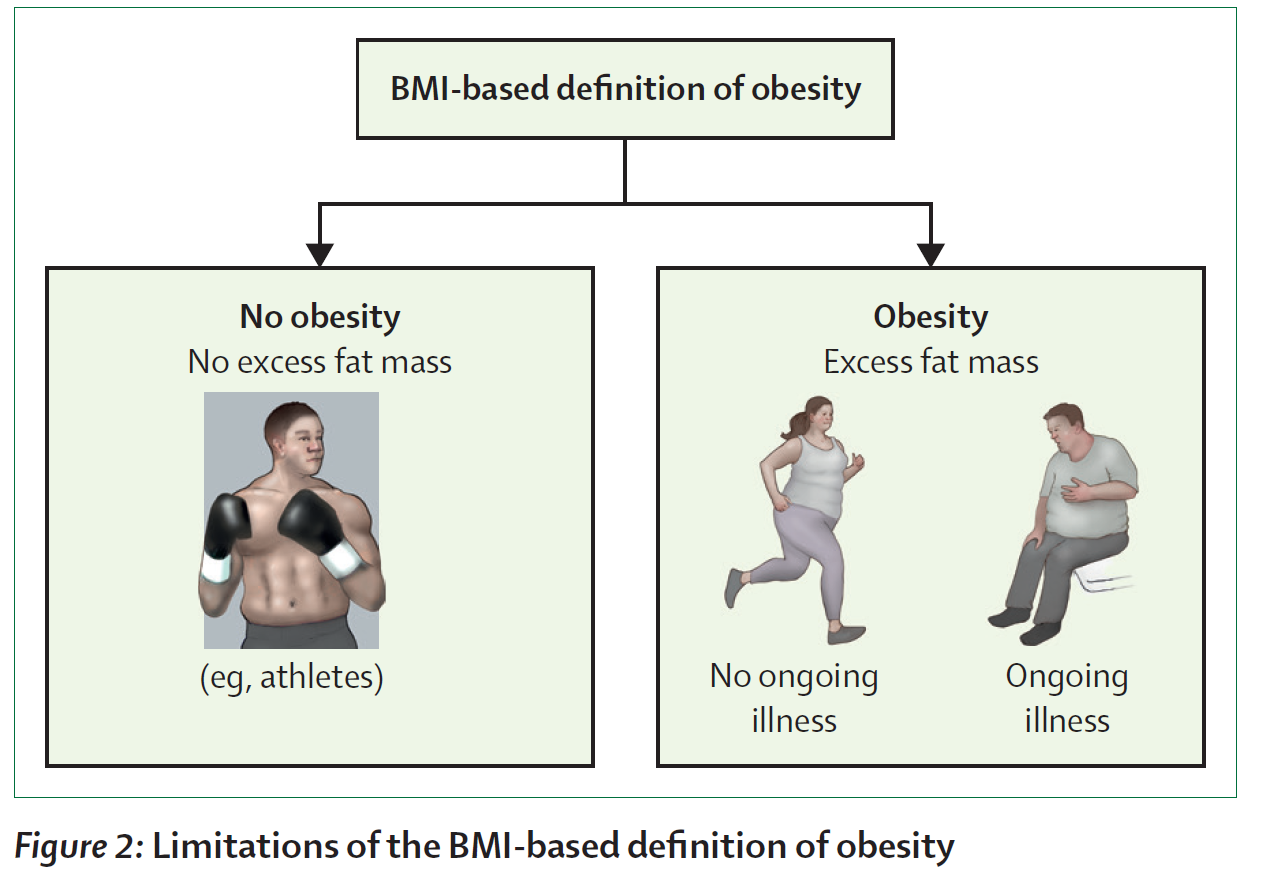 BMI-based definition of obesity
No obesity
No excess fat mass
(eg, athletes)
Obesity
Excess fat mass
No ongoing
illness
Ongoing
illness
Figure 2: Limitations of the BMI-based definition of obesity